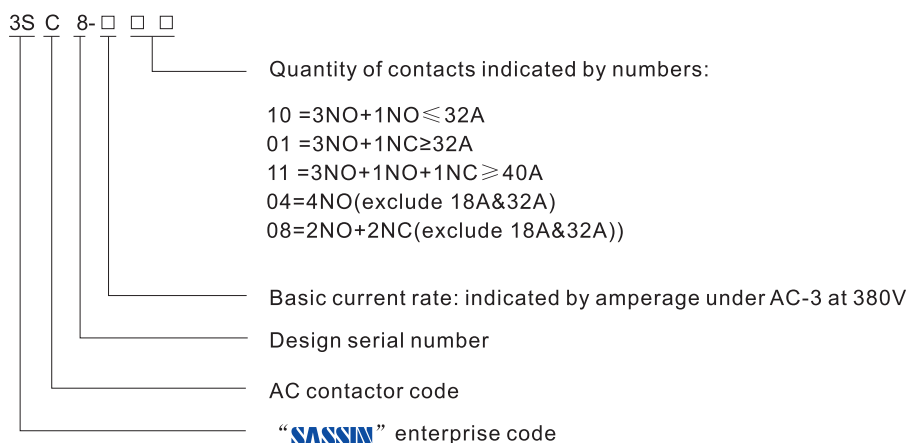 3S C 8-□ □ □
Quantity of contacts indicated by numbers:
10 =3NO+1NO≤32A
01 =3NO+1NC≥32A
11 =3NO+1NO+1NC≥40A
04=4NO(exclude 18A&32A)
08=2NO+2NC(exclude 18A&32A))
Basic current rate: indicated by amperage under AC-3 at 380V
Design serial number
AC contactor code
“SASSIN” enterprise code